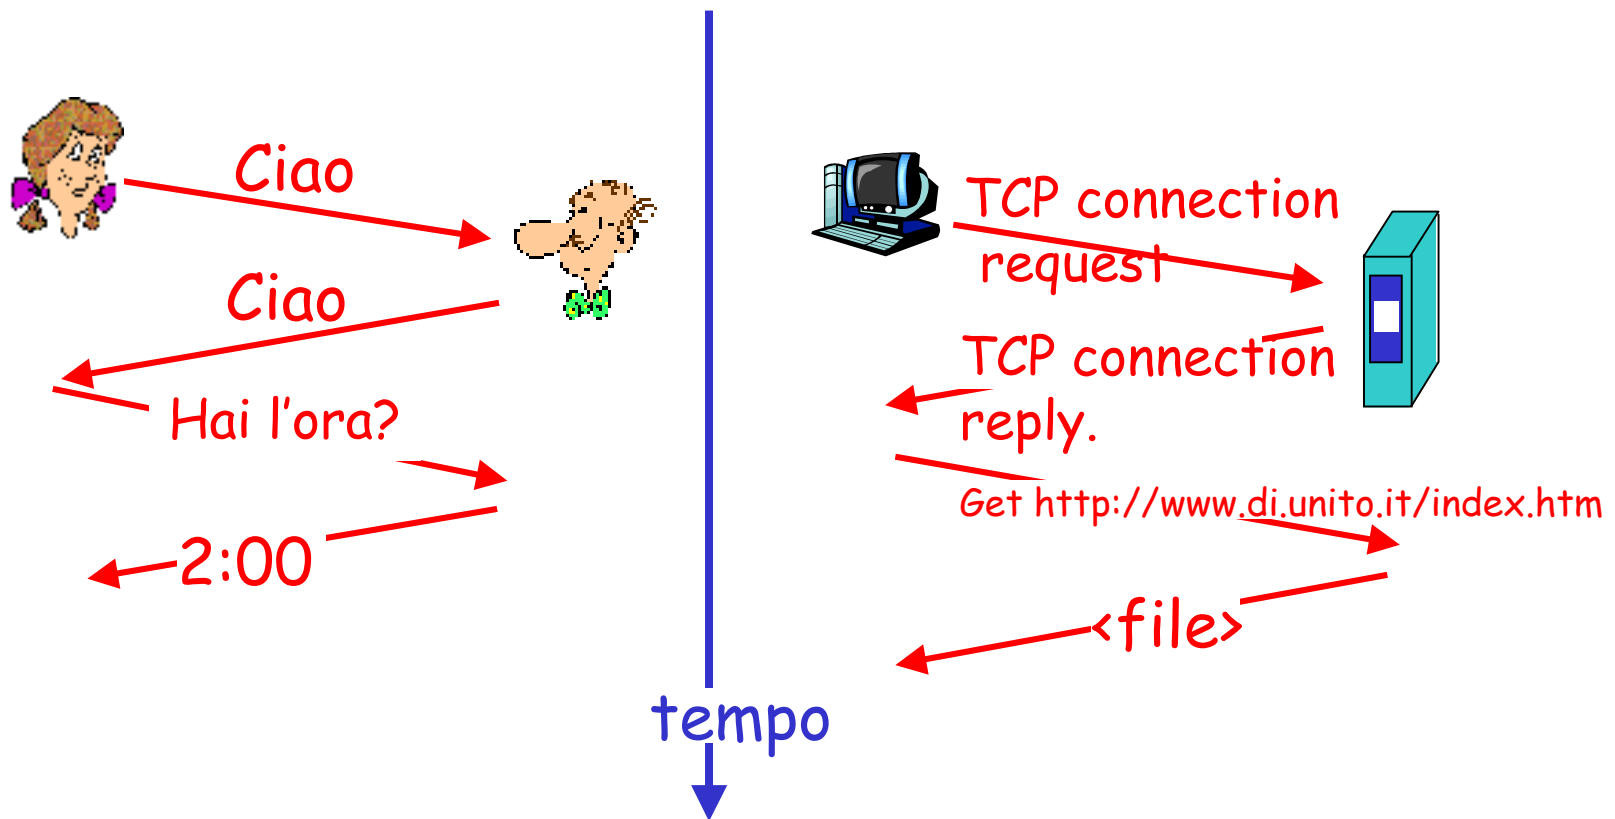 Ciao
Ciao
Hai l'ora?
2:00
TCP connection
request
TCP connection
reply.
Get http://www.di.unito.it/index.htm
<file>
tempo